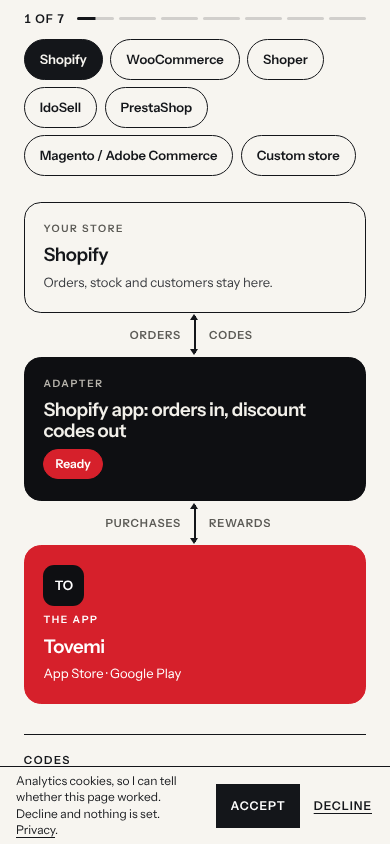 1 OF 7
Shopify
WooCommerce
Shoper
IdoSell
PrestaShop
Magento / Adobe Commerce
Custom store
YOUR STORE
Shopify
Orders, stock and customers stay here.
ORDERS
CODES
ADAPTER
Shopify app: orders in, discount
codes out
Ready
PURCHASES
REWARDS
TO
THE APP
Tovemi
App Store · Google Play
CODES
Analytics cookies, so I can tell
whether this page worked.
Decline and nothing is set.
Privacy.
ACCEPT
DECLINE